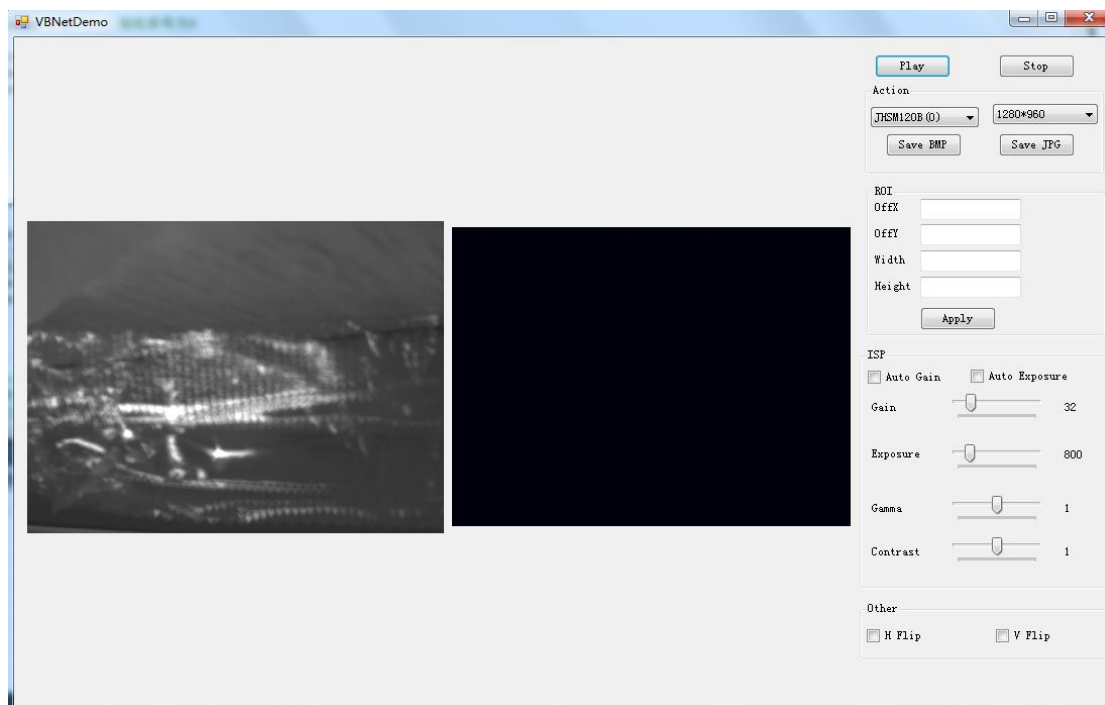 VBNetDemo
Play Stop
Action
JHSM120B(0) 1280*960
Save BMP Save JPG
ROI
OffX
OffY
Width
Height
Apply
ISP
Auto Gain Auto Exposure
Gain 32
Exposure 800
Gamma 1
Contrast 1
Other
H Flip V Flip